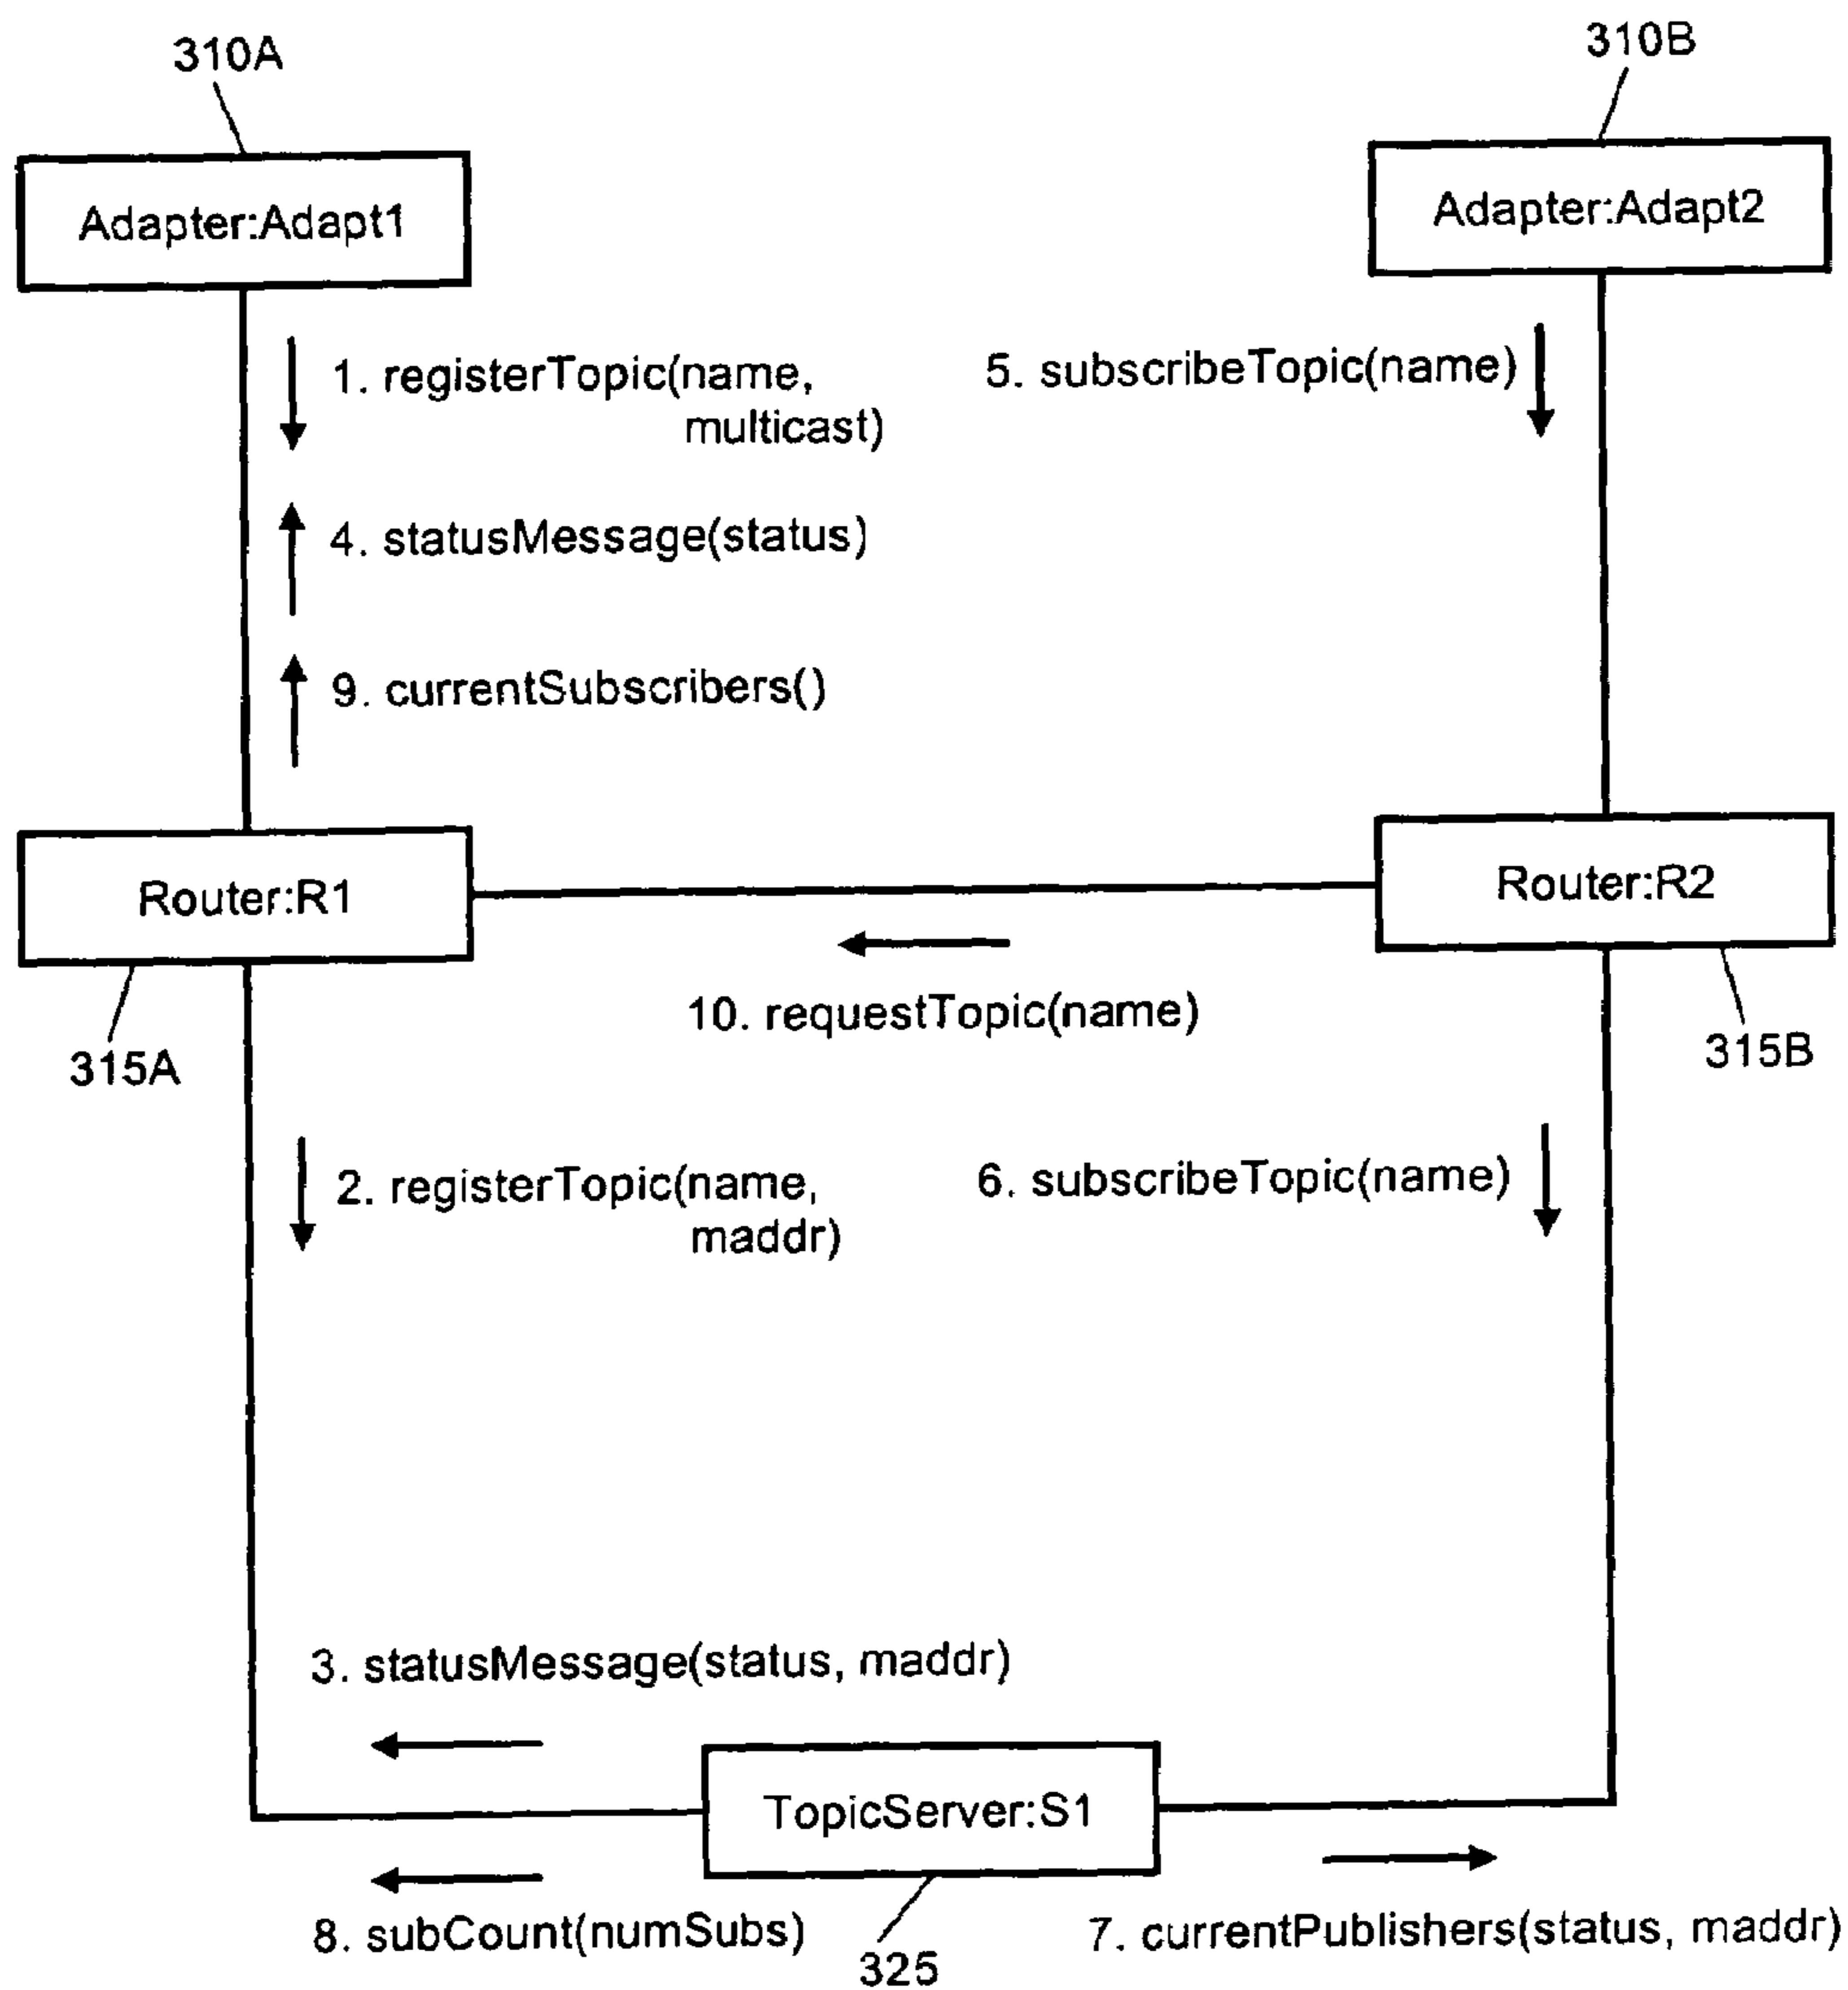 310A
310B
Adapter:Adapt1
Adapter:Adapt2
1. registerTopic(name,
multicast)
5. subscribeTopic(name)
4. statusMessage(status)
9. currentSubscribers()
Router:R1
Router:R2
10. requestTopic(name)
315A
315B
2. registerTopic(name,
maddr)
6. subscribeTopic(name)
3. statusMessage(status, maddr)
TopicServer:S1
8. subCount(numSubs)
325
7. currentPublishers(status, maddr)